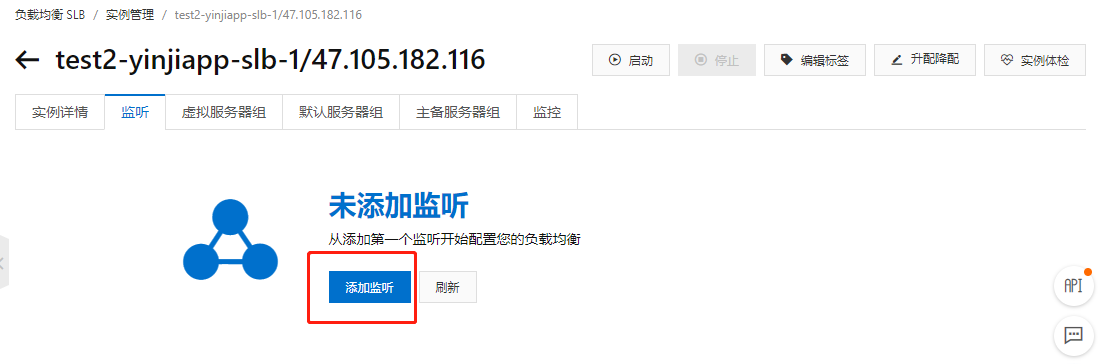 负载均衡 SLB / 实例管理 / test2-yinjiapp-slb-1/47.105.182.116
test2-yinjiapp-slb-1/47.105.182.116 启动 停止 编辑标签 升配降配 实例体检
实例详情 监听 虚拟服务器组 默认服务器组 主备服务器组 监控
未添加监听
从添加第一个监听开始配置您的负载均衡
添加监听 刷新
API